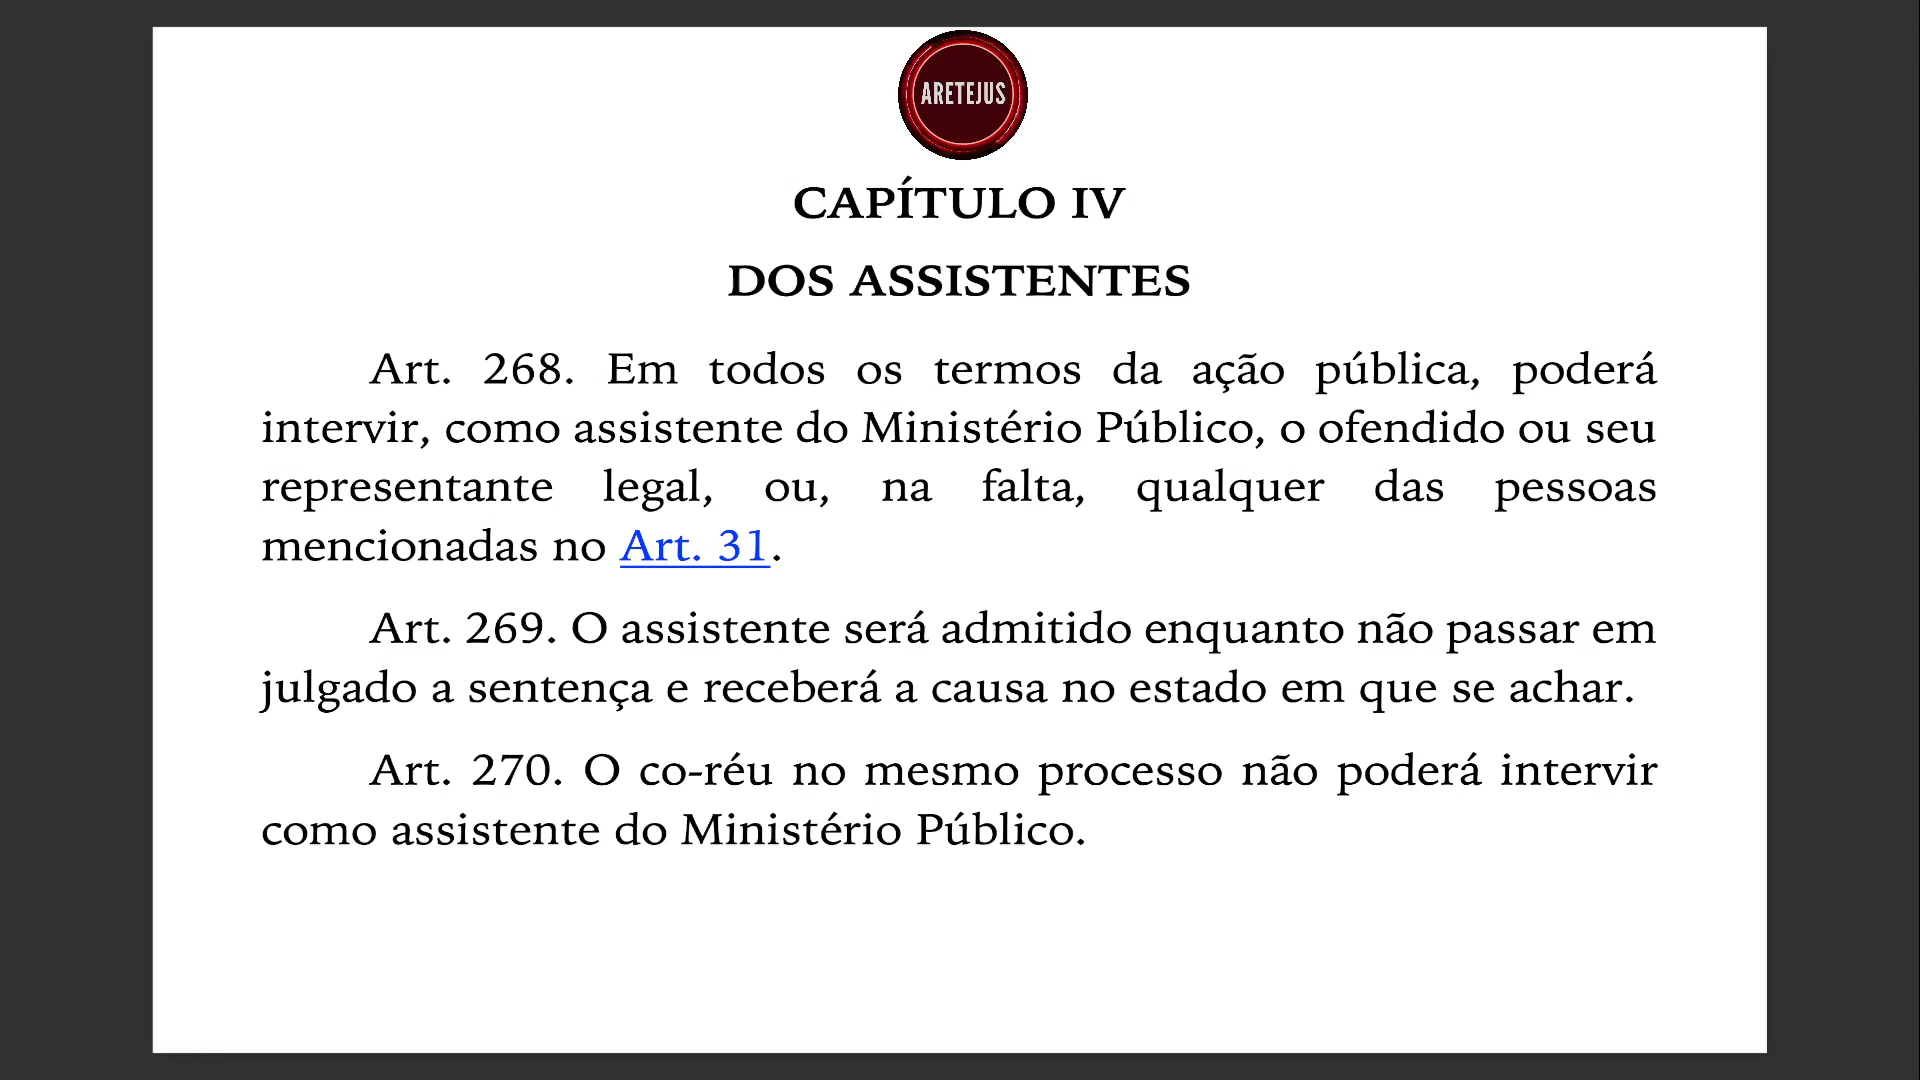 ARETEJUS
CAPÍTULO IV
DOS ASSISTENTES
Art. 268. Em todos os termos da ação pública, poderá
intervir, como assistente do Ministério Público, o ofendido ou seu
representante legal, ou, na falta, qualquer das pessoas
mencionadas no Art. 31.
Art. 269. O assistente será admitido enquanto não passar em
julgado a sentença e receberá a causa no estado em que se achar.
Art. 270. O co-réu no mesmo processo não poderá intervir
como assistente do Ministério Público.